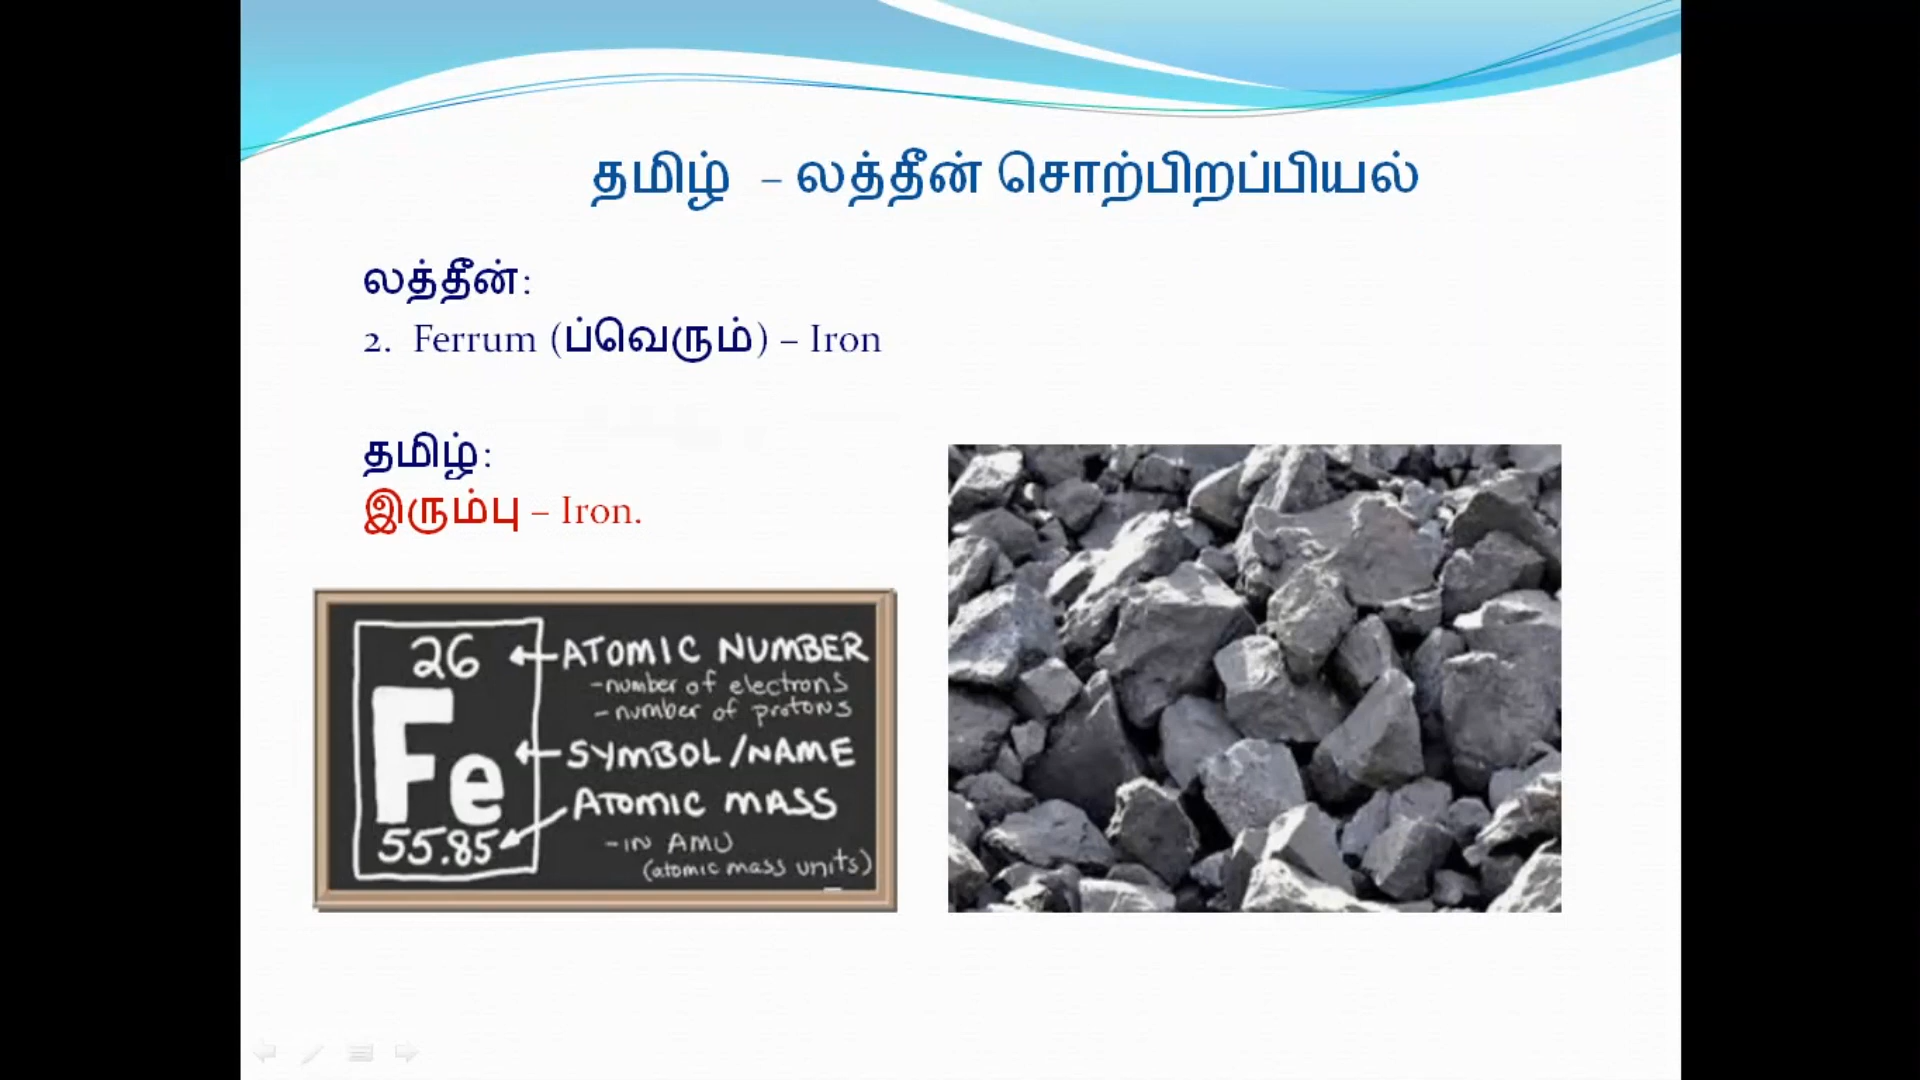 தமிழ் – லத்தீன் சொற்பிறப்பியல்
லத்தீன்:
2. Ferrum (ப்வெரும்) – Iron
தமிழ்:
இரும்பு – Iron.
26
ATOMIC NUMBER
-number of electrons
-number of protons
Fe
SYMBOL/NAME
ATOMIC MASS
55.85
-IN AMU
(atomic mass units)